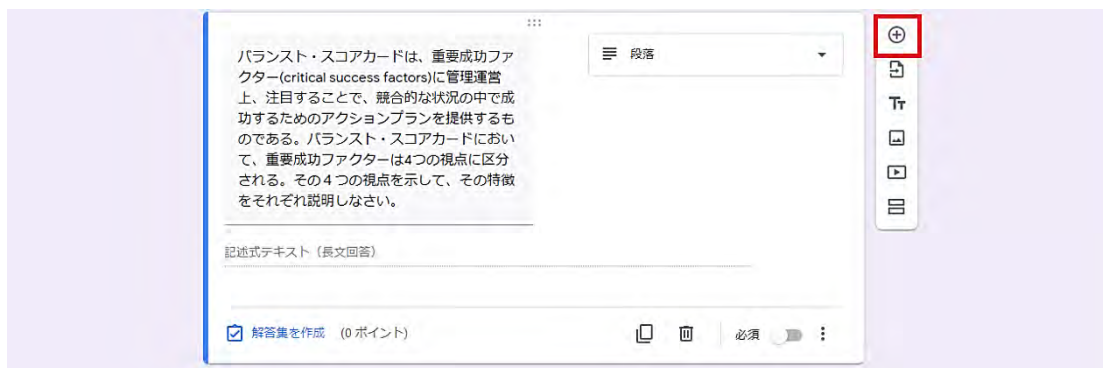 バランスト・スコアカードは、重要成功ファ
クター(critical success factors)に管理運営
上、注目することで、競合的な状況の中で成
功するためのアクションプランを提供するも
のである。バランスト・スコアカードにおい
て、重要成功ファクターは4つの視点に区分
される。その４つの視点を示して、その特徴
をそれぞれ説明しなさい。
段落
Tт
記述式テキスト（長文回答）
解答集を作成 (0 ポイント)
必須